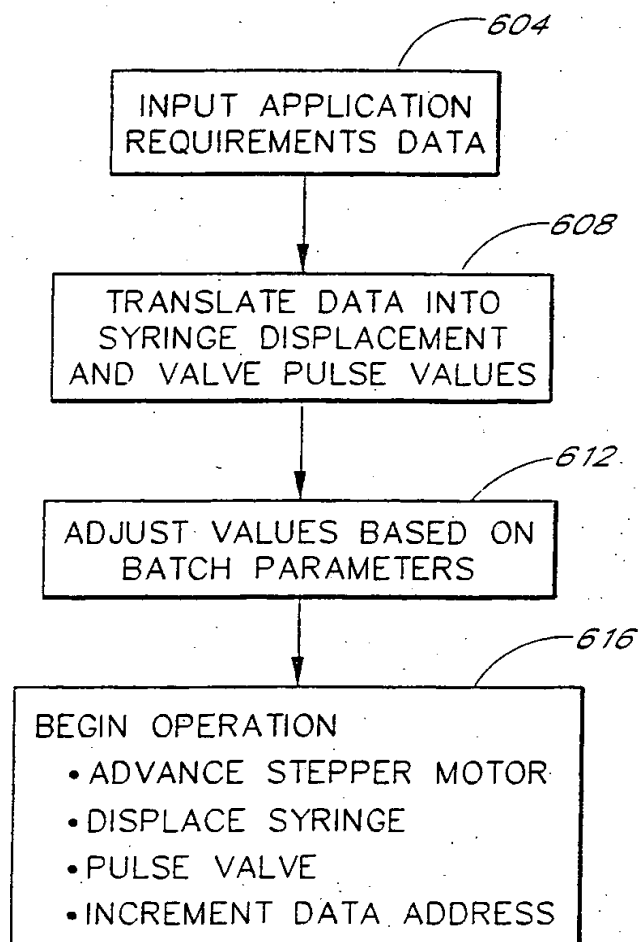 604
INPUT APPLICATION
REQUIREMENTS DATA
608
TRANSLATE DATA INTO
SYRINGE DISPLACEMENT
AND VALVE PULSE VALUES
612
ADJUST VALUES BASED ON
BATCH PARAMETERS
616
BEGIN OPERATION
• ADVANCE STEPPER MOTOR
• DISPLACE SYRINGE
• PULSE VALVE
• INCREMENT DATA ADDRESS